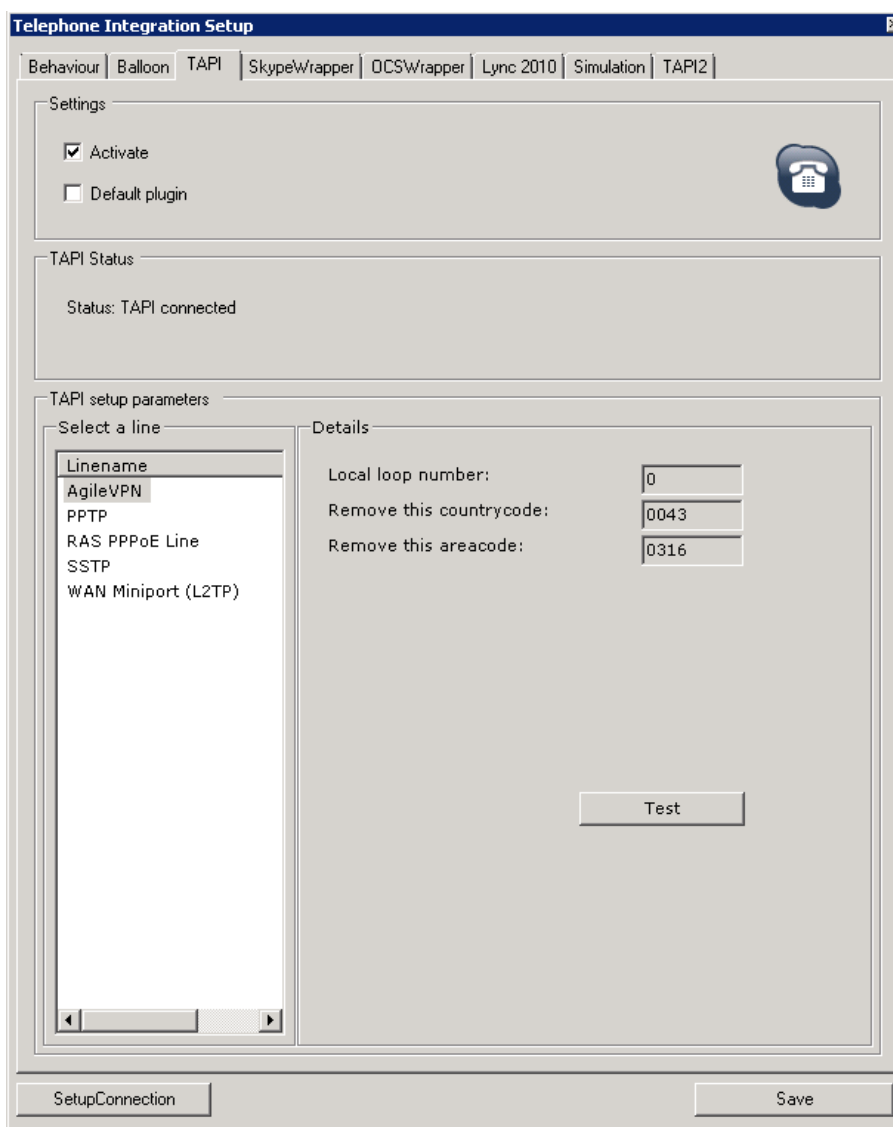 Telephone Integration Setup
Behaviour Balloon TAPI SkypeWrapper OCSWrapper Lync 2010 Simulation TAPI2
Settings
Activate
Default plugin
TAPI Status
Status: TAPI connected
TAPI setup parameters
Select a line
Linename
AgileVPN
PPTP
RAS PPPoE Line
SSTP
WAN Miniport (L2TP)
Details
Local loop number: 0
Remove this countrycode: 0043
Remove this areacode: 0316
Test
SetupConnection
Save